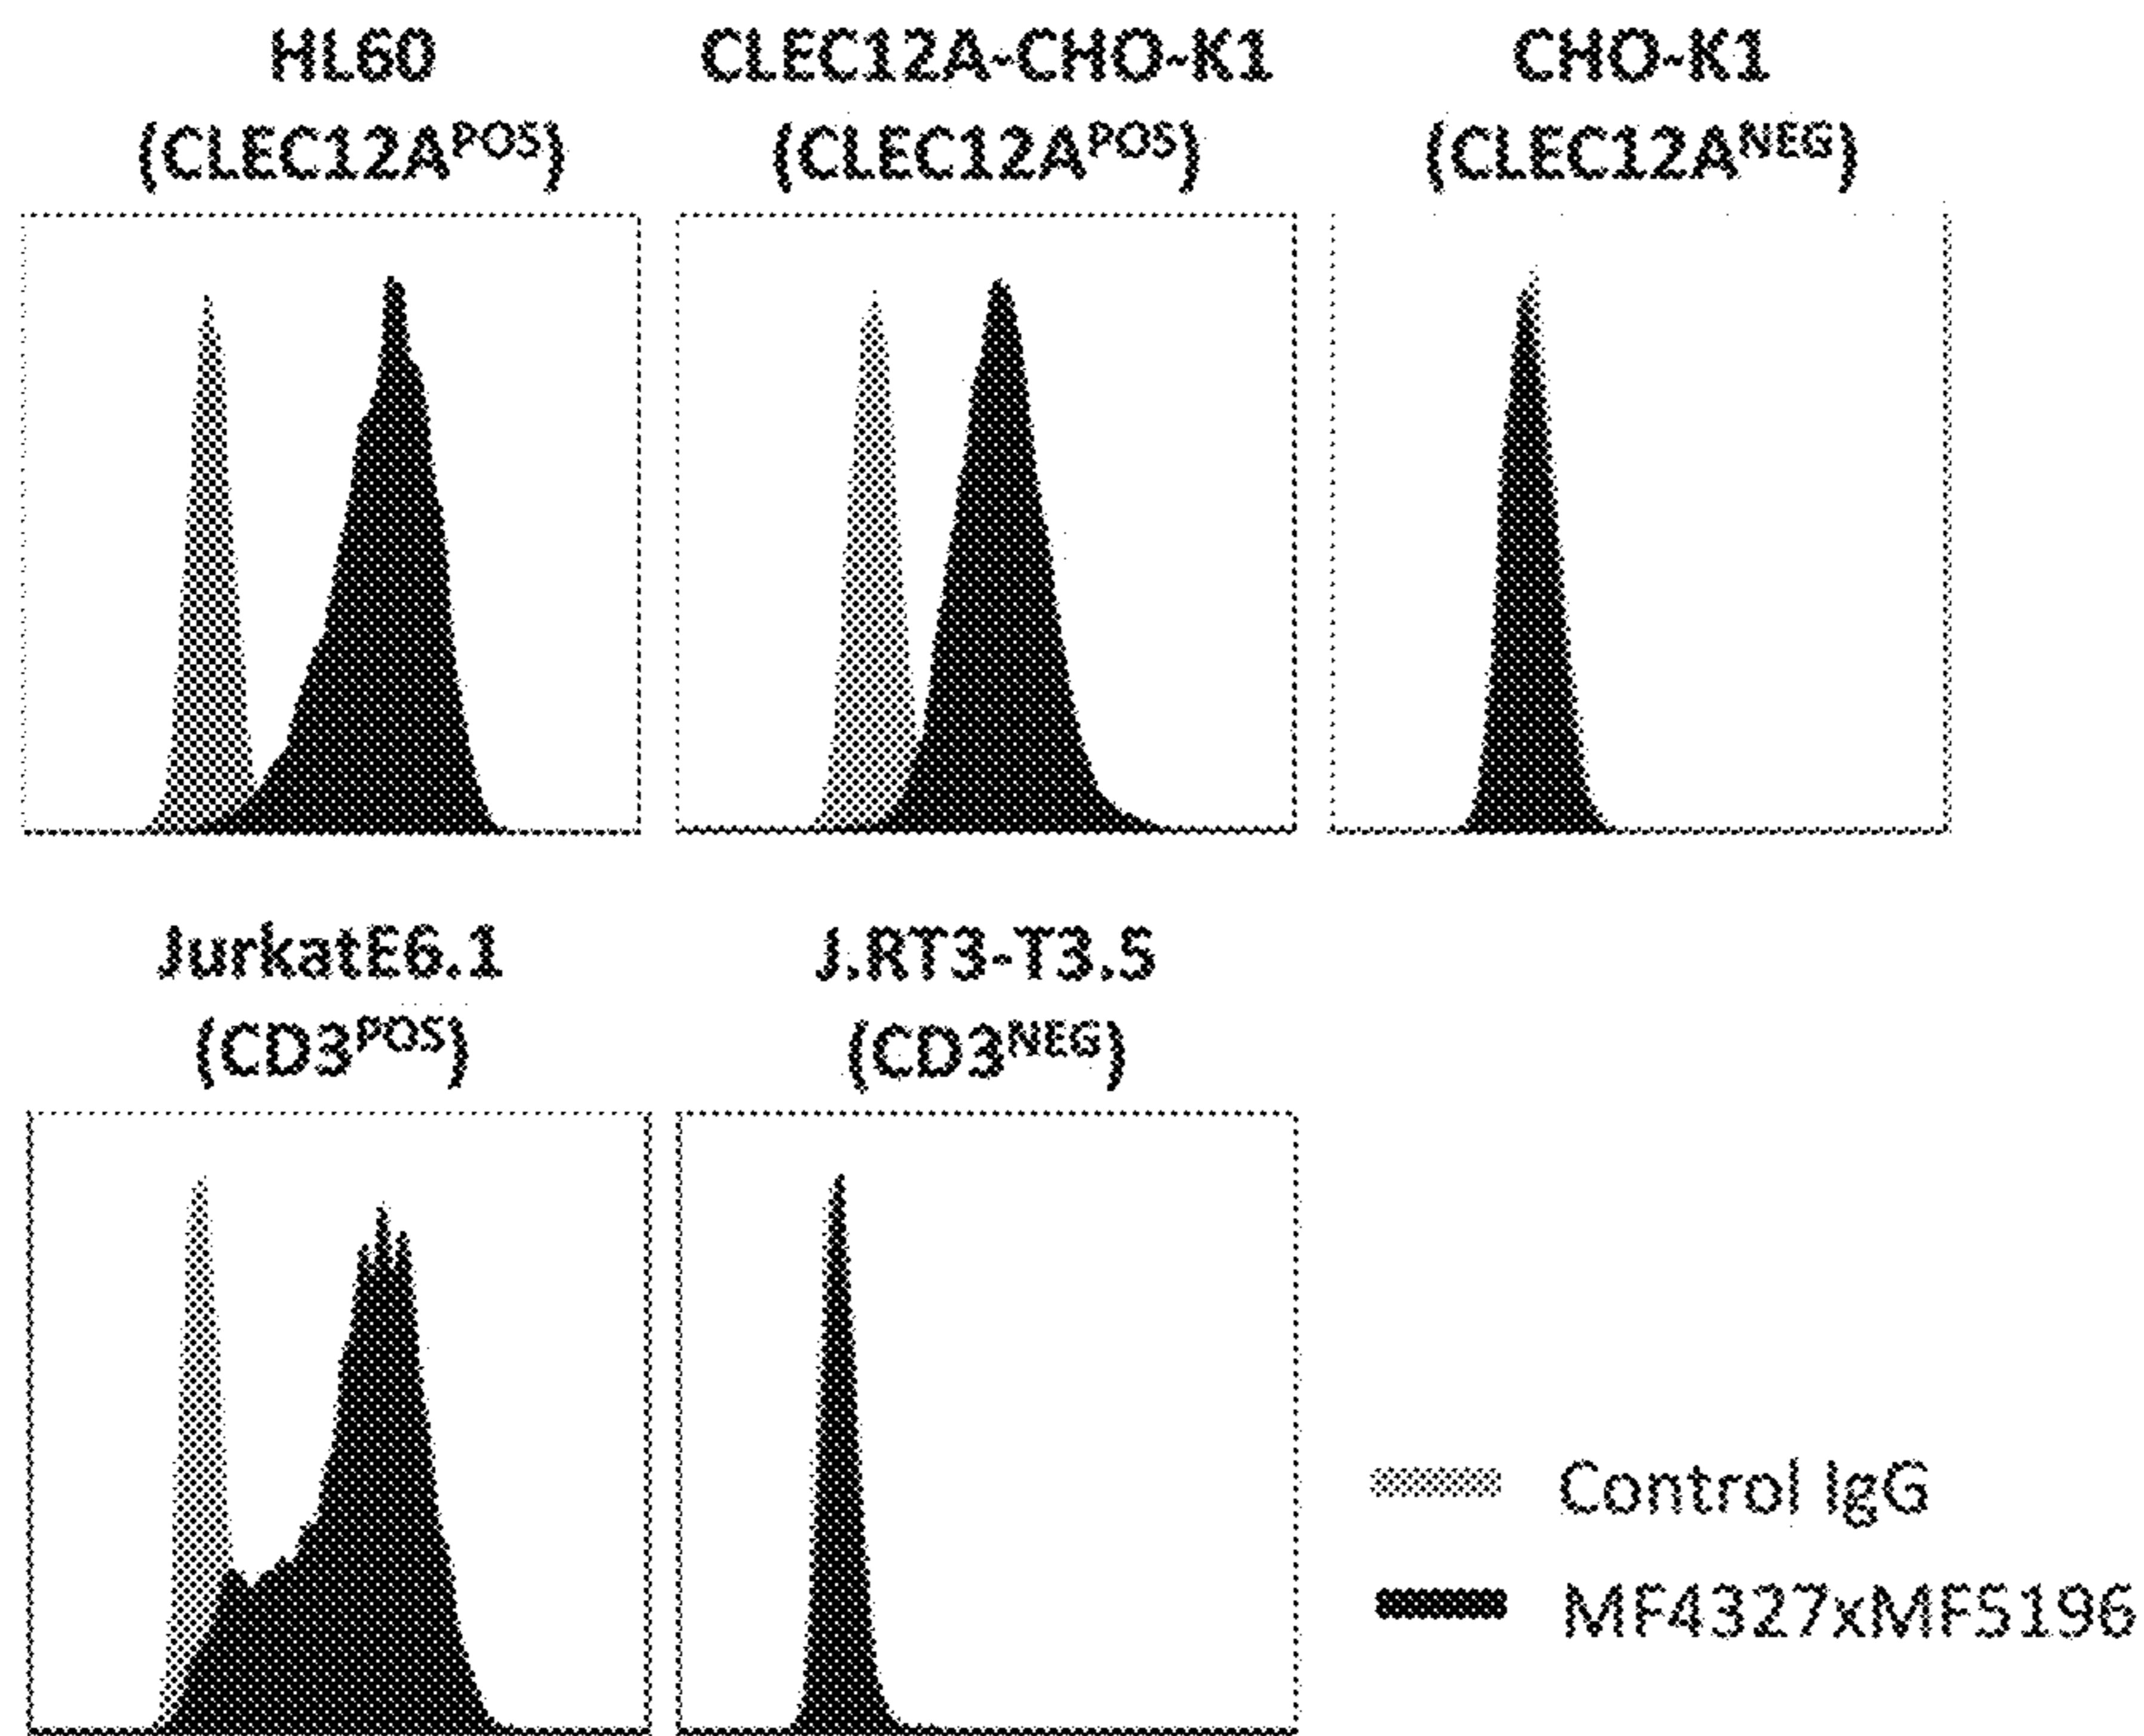 HL60
(CLEC12APOS)
CLEC12A-CHO-K1
(CLEC12APOS)
CHO-K1
(CLEC12ANEG)
JurkatE6.1
(CD3POS)
J.RT3-T3.5
(CD3NEG)
Control IgG
MF4327xMF5196